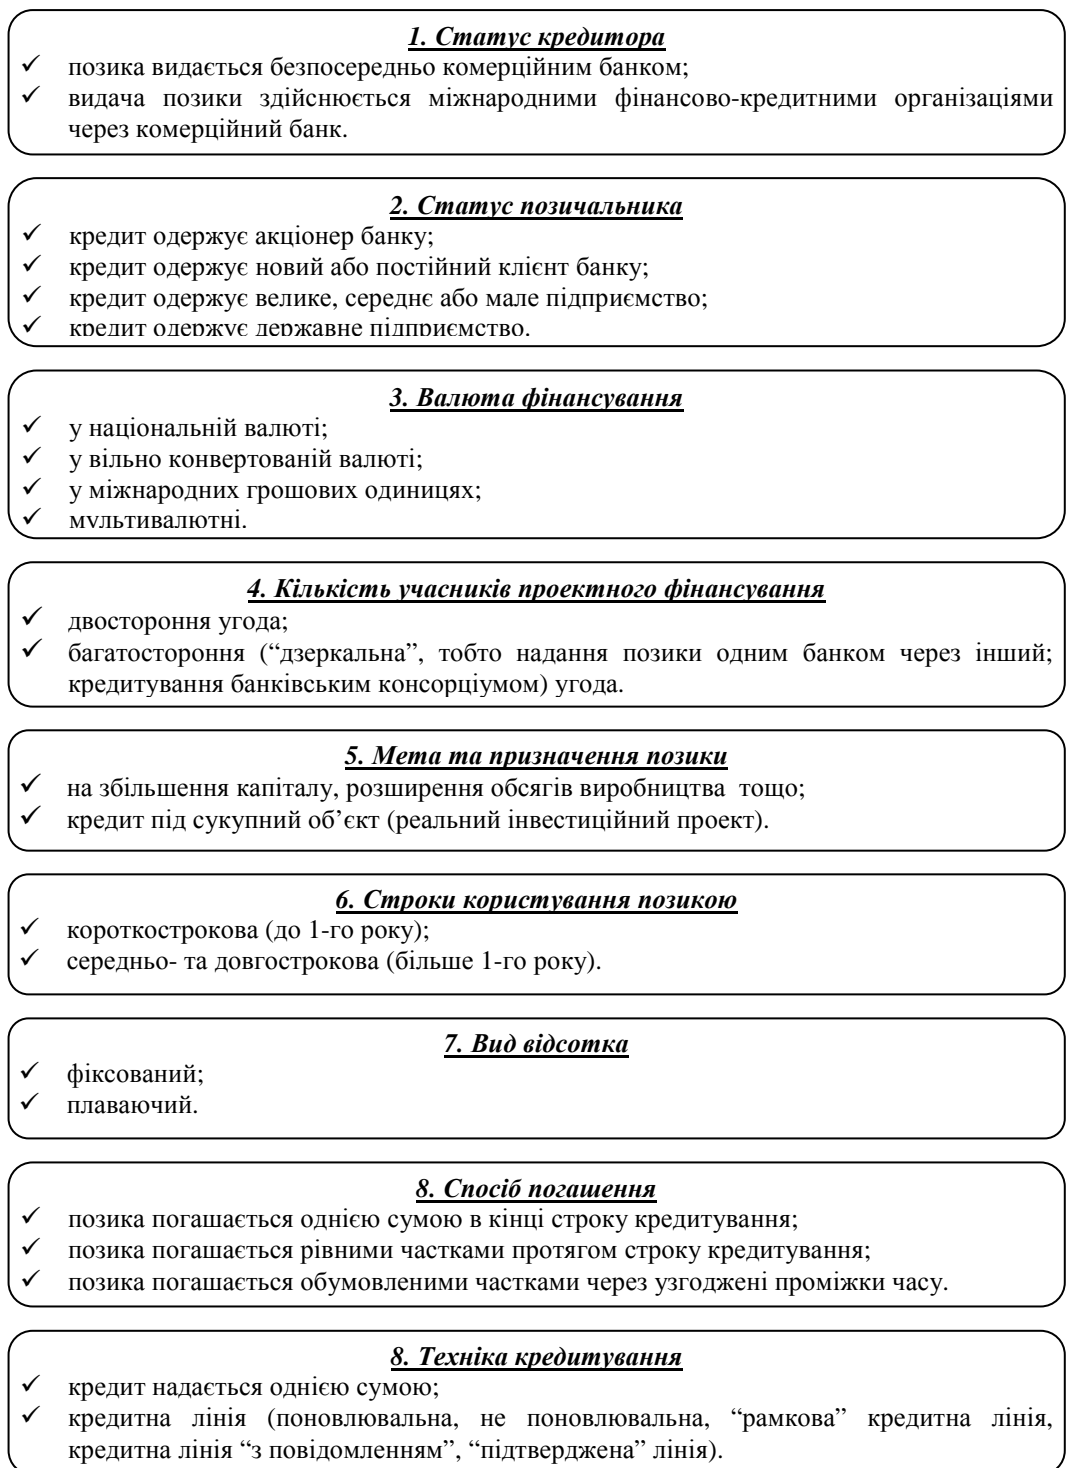 1. Статус кредитора
✓ позика видається безпосередньо комерційним банком;
✓ видача позики здійснюється міжнародними фінансово-кредитними організаціями
через комерційний банк.
2. Статус позичальника
✓ кредит одержує акціонер банку;
✓ кредит одержує новий або постійний клієнт банку;
✓ кредит одержує велике, середнє або мале підприємство;
✓ кредит одержує державне підприємство.
3. Валюта фінансування
✓ у національній валюті;
✓ у вільно конвертованій валюті;
✓ у міжнародних грошових одиницях;
✓ мультивалютні.
4. Кількість учасників проектного фінансування
✓ двостороння угода;
✓ багатостороння (“дзеркальна”, тобто надання позики одним банком через інший;
кредитування банківським консорціумом) угода.
5. Мета та призначення позики
✓ на збільшення капіталу, розширення обсягів виробництва тощо;
✓ кредит під сукупний об’єкт (реальний інвестиційний проект).
6. Строки користування позикою
✓ короткострокова (до 1-го року);
✓ середньо- та довгострокова (більше 1-го року).
7. Вид відсотка
✓ фіксований;
✓ плаваючий.
8. Спосіб погашення
✓ позика погашається однією сумою в кінці строку кредитування;
✓ позика погашається рівними частками протягом строку кредитування;
✓ позика погашається обумовленими частками через узгоджені проміжки часу.
8. Техніка кредитування
✓ кредит надається однією сумою;
✓ кредитна лінія (поновлювальна, не поновлювальна, “рамкова” кредитна лінія,
кредитна лінія “з повідомленням”, “підтверджена” лінія).